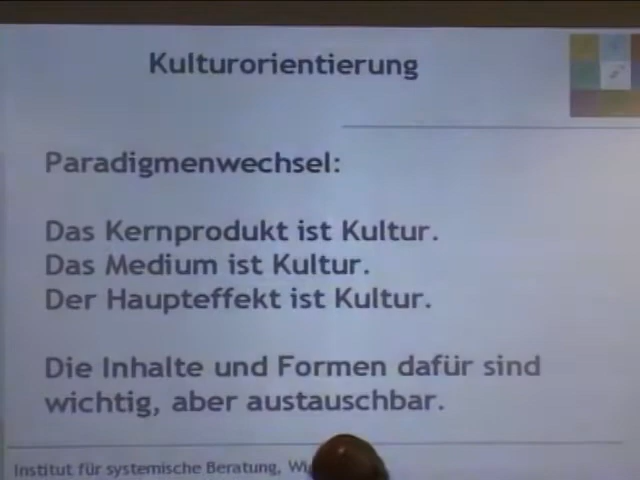 Kulturorientierung
Paradigmenwechsel:
Das Kernprodukt ist Kultur.
Das Medium ist Kultur.
Der Haupteffekt ist Kultur.
Die Inhalte und Formen dafür sind
wichtig, aber austauschbar.
Institut für systemische Beratung,